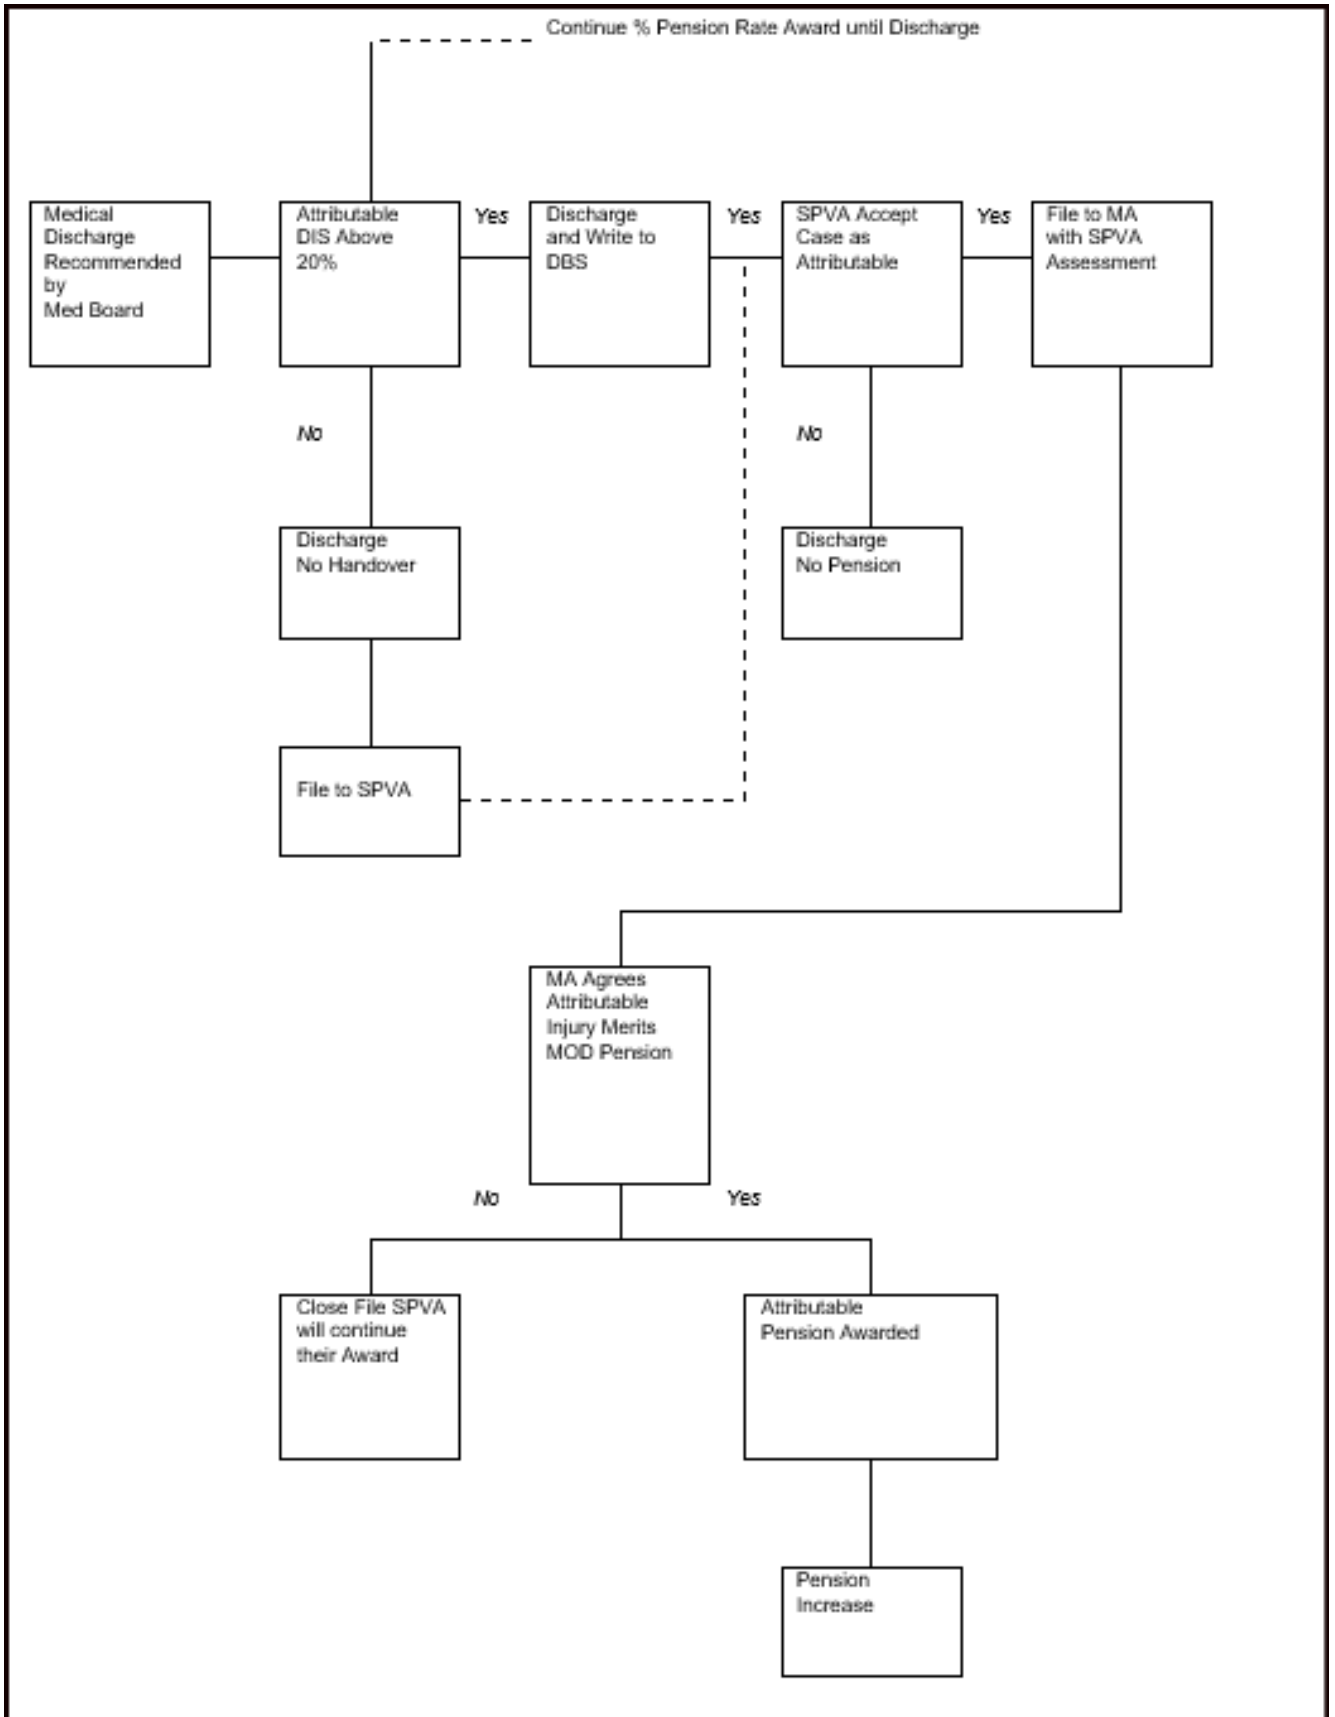 Continue % Pension Rate Award until Discharge
Medical
Discharge
Recommended
by
Med Board
Attributable
DIS Above
20%
Yes
Discharge
and Write to
DBS
Yes
SPVA Accept
Case as
Attributable
Yes
File to MA
with SPVA
Assessment
No
No
Discharge
No Handover
Discharge
No Pension
File to SPVA
MA Agrees
Attributable
Injury Merits
MOD Pension
No
Yes
Close File SPVA
will continue
their Award
Attributable
Pension Awarded
Pension
Increase